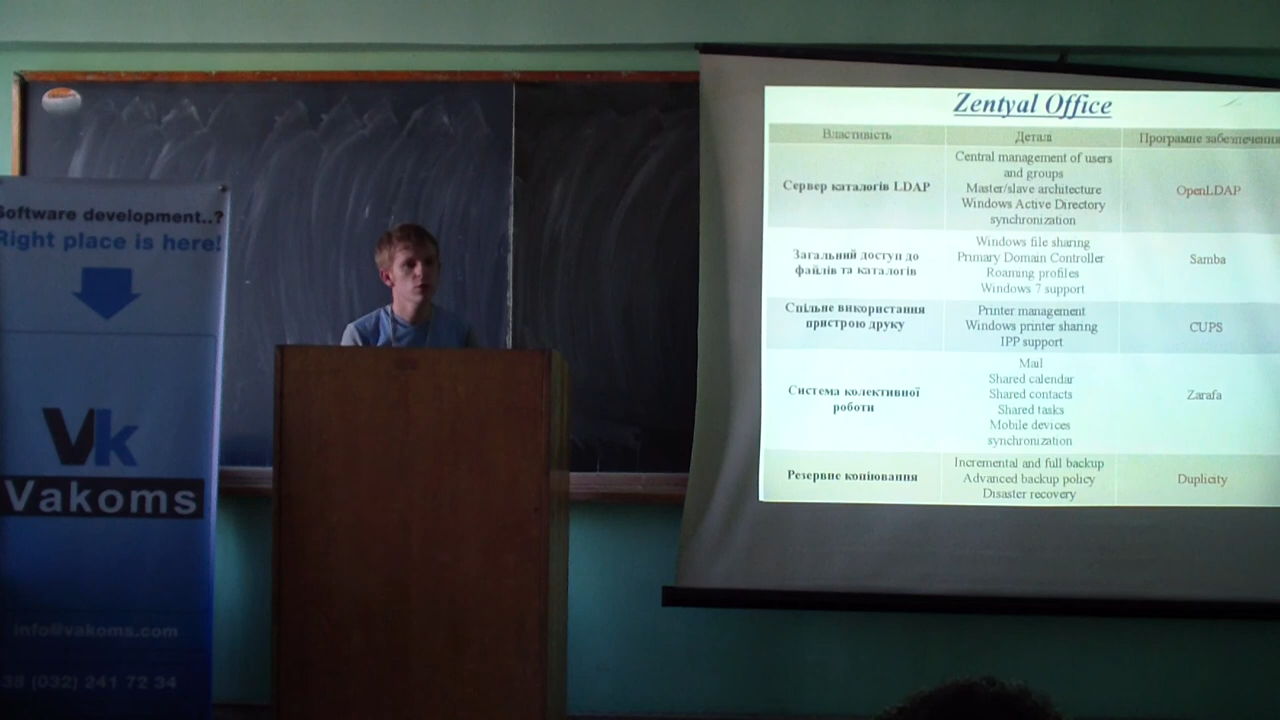 Software development..?
Right place is here!
Vk
Vakoms
info@vakoms.com
38 (032) 241 72 34
Zentyal Office
Властивість
Деталі
Програмне забезпечення
Сервер каталогів LDAP
Central management of users
and groups
Master/slave architecture
Windows Active Directory
synchronization
OpenLDAP
Загальний доступ до
файлів та каталогів
Windows file sharing
Primary Domain Controller
Roaming profiles
Windows 7 support
Samba
Спільне використання
пристрою друку
Printer management
Windows printer sharing
IPP support
CUPS
Система колективної
роботи
Mail
Shared calendar
Shared contacts
Shared tasks
Mobile devices
synchronization
Zarafa
Резервне копіювання
Incremental and full backup
Advanced backup policy
Disaster recovery
Duplicity